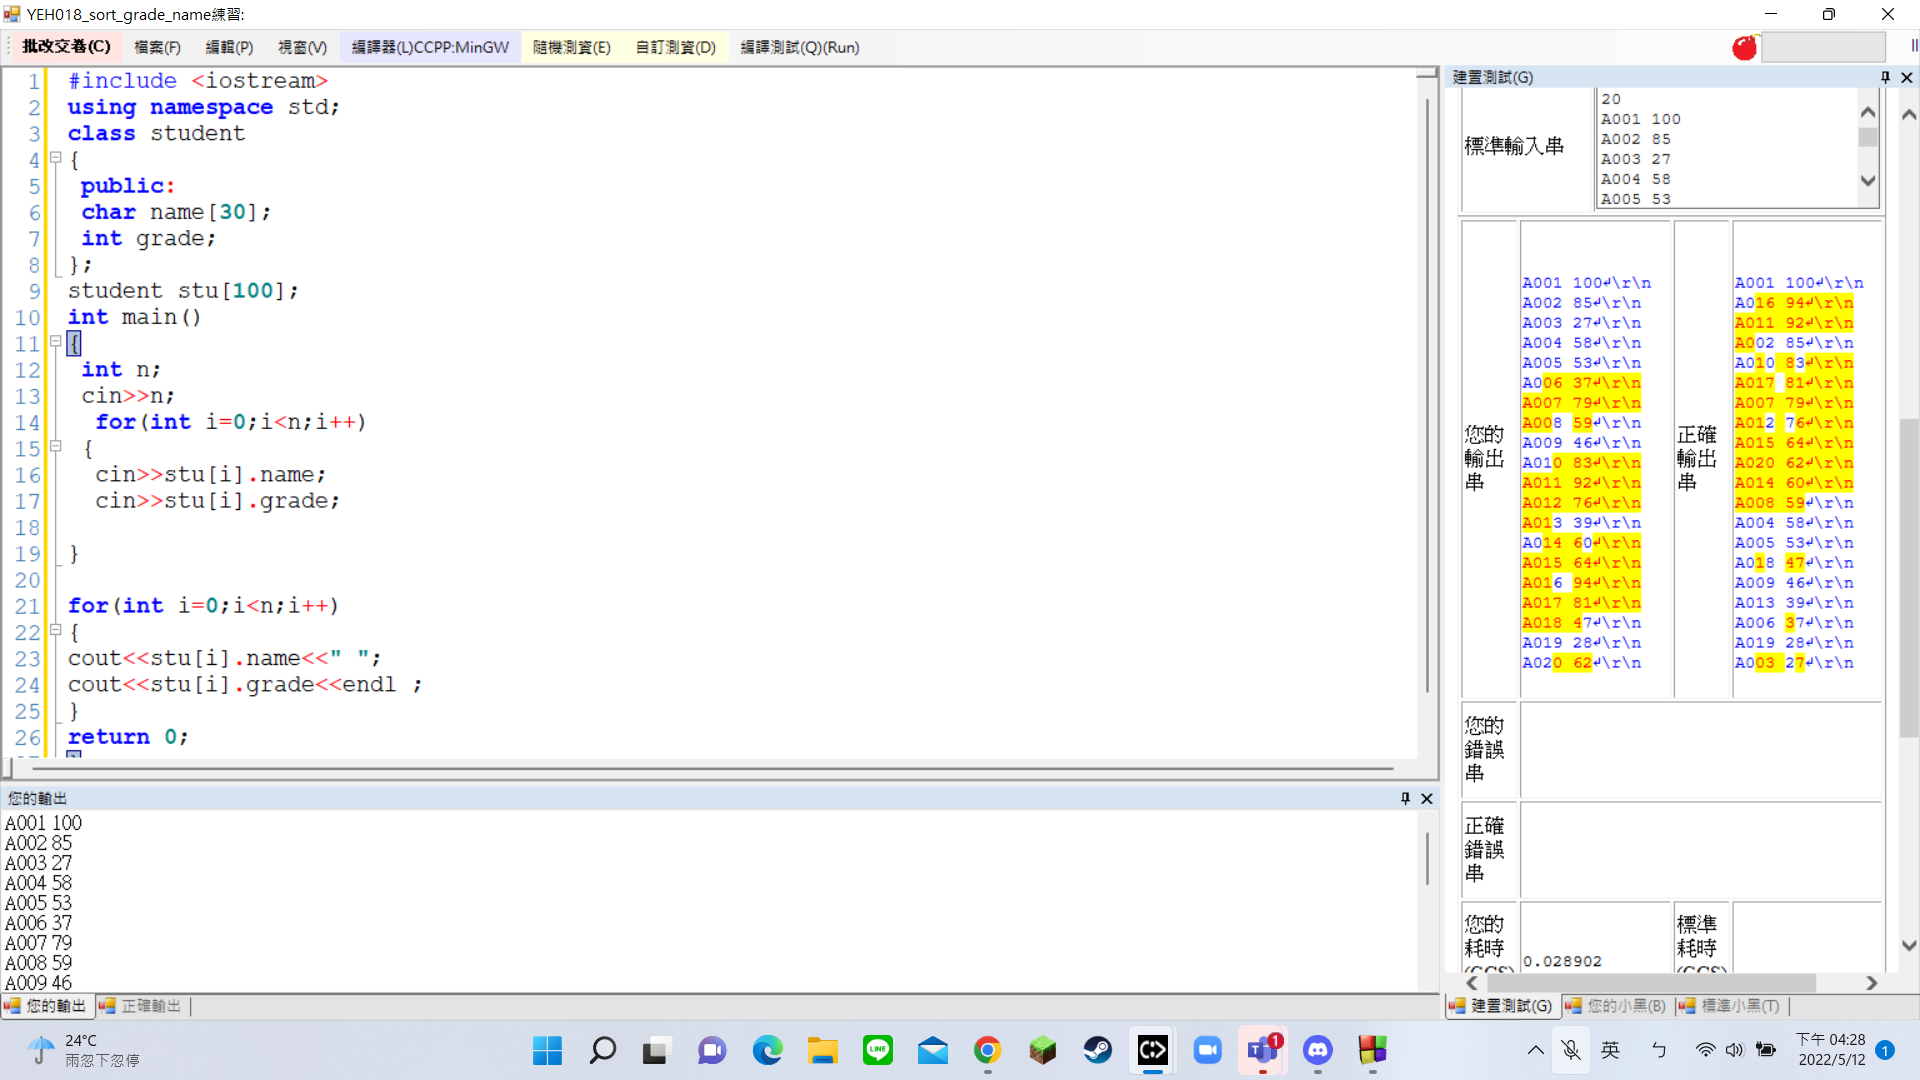 YEH018_sort_grade_name練習:
批改交卷(C) 檔案(F) 編輯(P) 視窗(V) 編譯器(L)CCPP:MinGW 隨機測資(E) 自訂測資(D) 編譯測試(Q)(Run)
1 #include <iostream>
2 using namespace std;
3 class student
4 {
5 public:
6 char name[30];
7 int grade;
8 };
9 student stu[100];
10 int main()
11 {
12 int n;
13 cin>>n;
14 for(int i=0;i<n;i++)
15 {
16 cin>>stu[i].name;
17 cin>>stu[i].grade;
18
19 }
20
21 for(int i=0;i<n;i++)
22 {
23 cout<<stu[i].name<<" ";
24 cout<<stu[i].grade<<endl ;
25 }
26 return 0;
您的輸出
A001 100
A002 85
A003 27
A004 58
A005 53
A006 37
A007 79
A008 59
A009 46
您的輸出 正確輸出
建置測試(G)
標準輸入串
20
A001 100
A002 85
A003 27
A004 58
A005 53
您的輸出串
A001 100↵\r\n
A002 85↵\r\n
A003 27↵\r\n
A004 58↵\r\n
A005 53↵\r\n
A006 37↵\r\n
A007 79↵\r\n
A008 59↵\r\n
A009 46↵\r\n
A010 83↵\r\n
A011 92↵\r\n
A012 76↵\r\n
A013 39↵\r\n
A014 60↵\r\n
A015 64↵\r\n
A016 94↵\r\n
A017 81↵\r\n
A018 47↵\r\n
A019 28↵\r\n
A020 62↵\r\n
正確輸出串
A001 100↵\r\n
A016 94↵\r\n
A011 92↵\r\n
A002 85↵\r\n
A010 83↵\r\n
A017 81↵\r\n
A007 79↵\r\n
A012 76↵\r\n
A015 64↵\r\n
A020 62↵\r\n
A014 60↵\r\n
A008 59↵\r\n
A004 58↵\r\n
A005 53↵\r\n
A018 47↵\r\n
A009 46↵\r\n
A013 39↵\r\n
A006 37↵\r\n
A019 28↵\r\n
A003 27↵\r\n
您的錯誤串
正確錯誤串
您的耗時
0.028902
標準耗時
建置測試(G) 您的小黑(B) 標準小黑(T)
24°C
雨忽下忽停
LINE
1
英
ㄅ
下午 04:28
2022/5/12
1